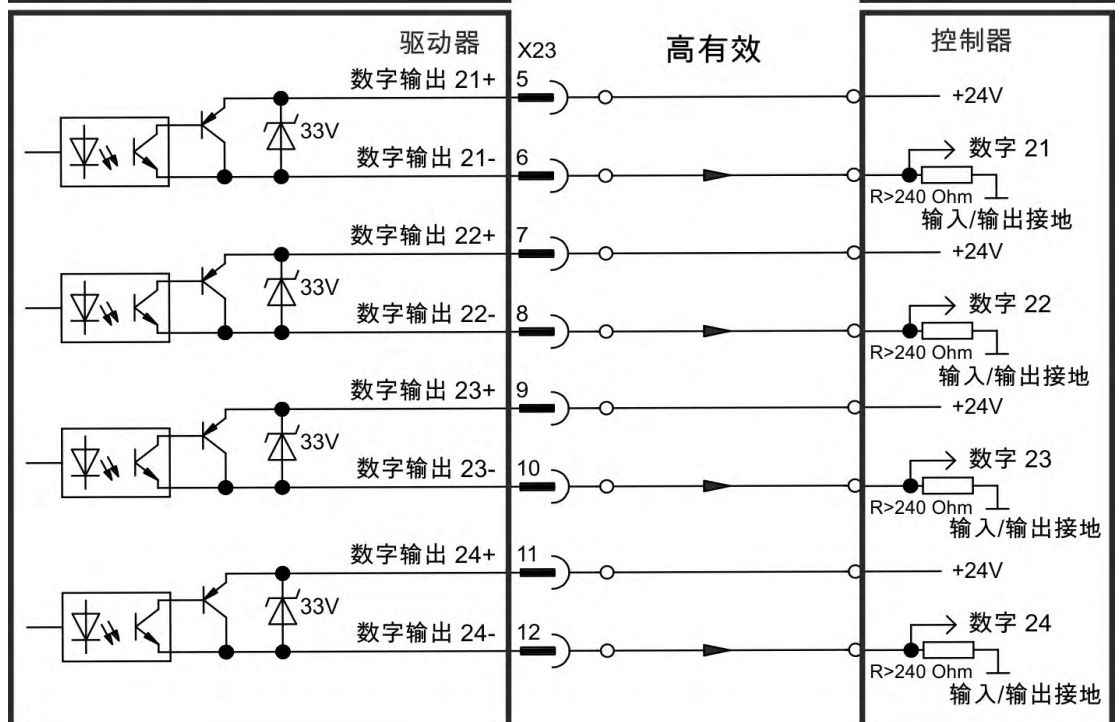 驱动器
X23
高有效
控制器
数字输出 21+
5
+24V
33V
数字输出 21-
6
数字 21
R>240 Ohm
输入/输出接地
数字输出 22+
7
+24V
33V
数字输出 22-
8
数字 22
R>240 Ohm
输入/输出接地
数字输出 23+
9
+24V
33V
数字输出 23-
10
数字 23
R>240 Ohm
输入/输出接地
数字输出 24+
11
+24V
33V
数字输出 24-
12
数字 24
R>240 Ohm
输入/输出接地